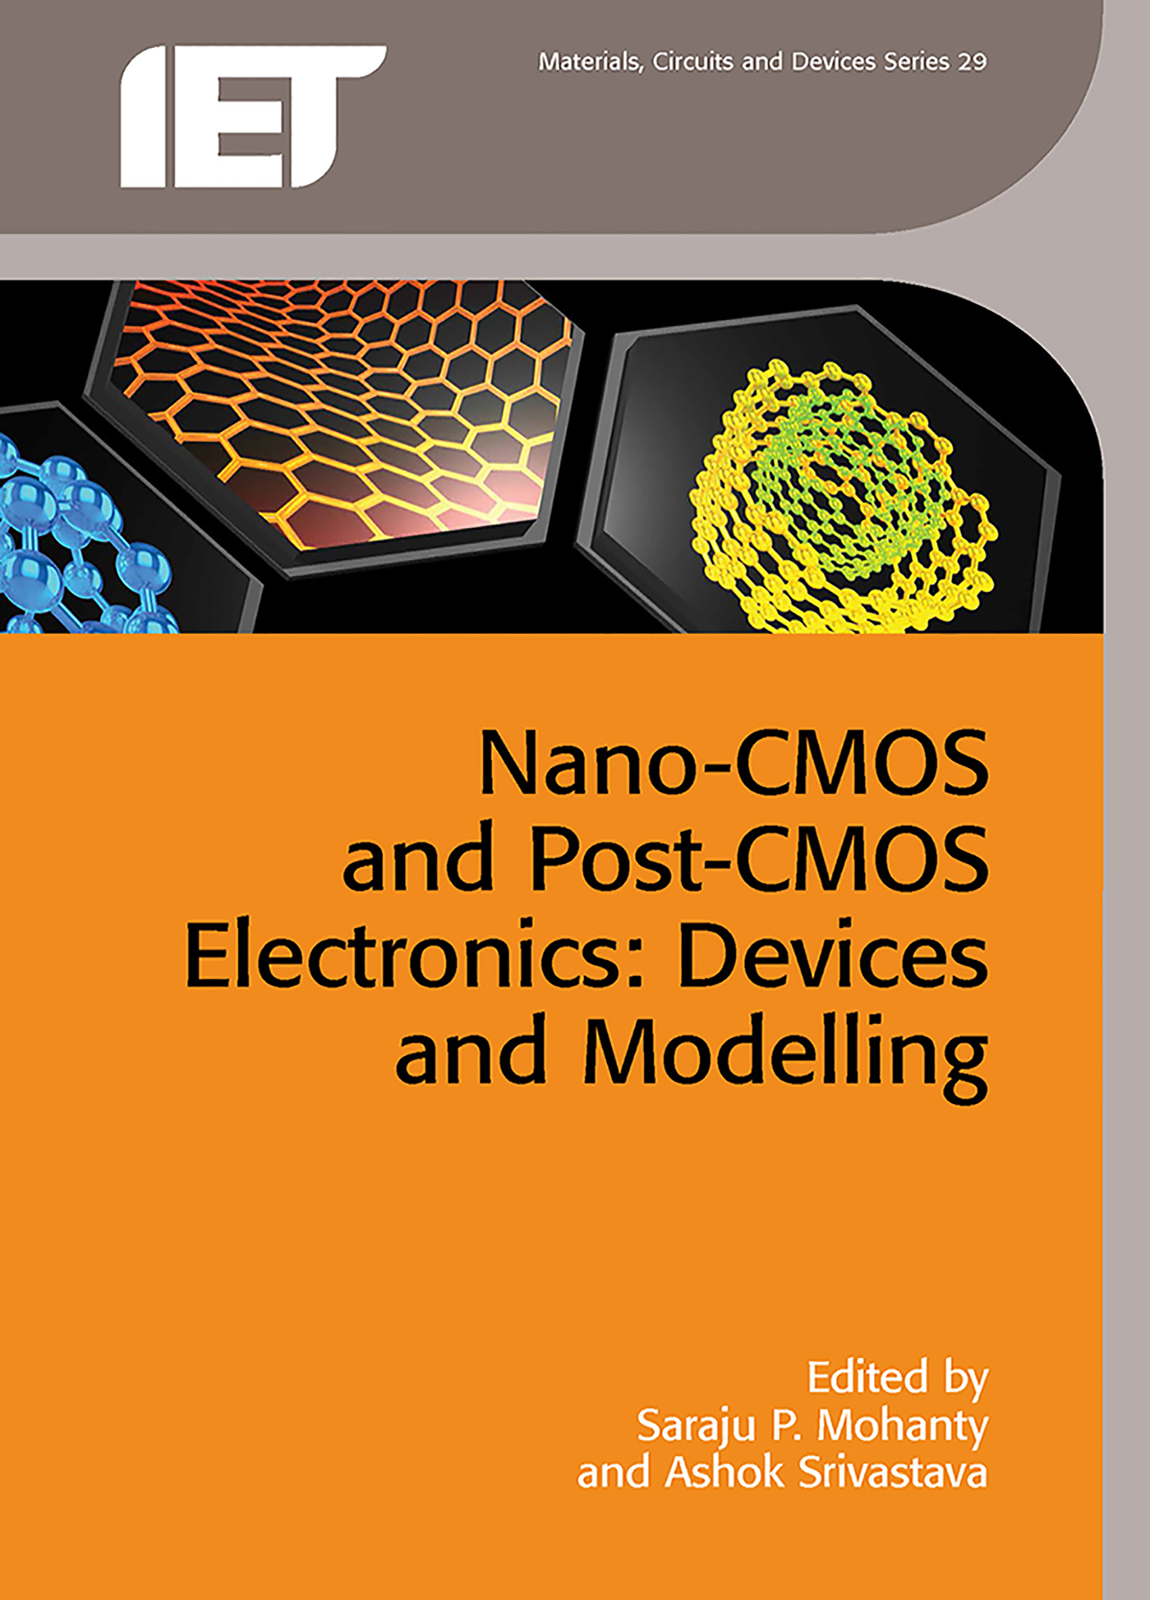 IET
Materials, Circuits and Devices Series 29
Nano-CMOS
and Post-CMOS
Electronics: Devices
and Modelling
Edited by
Saraju P. Mohanty
and Ashok Srivastava